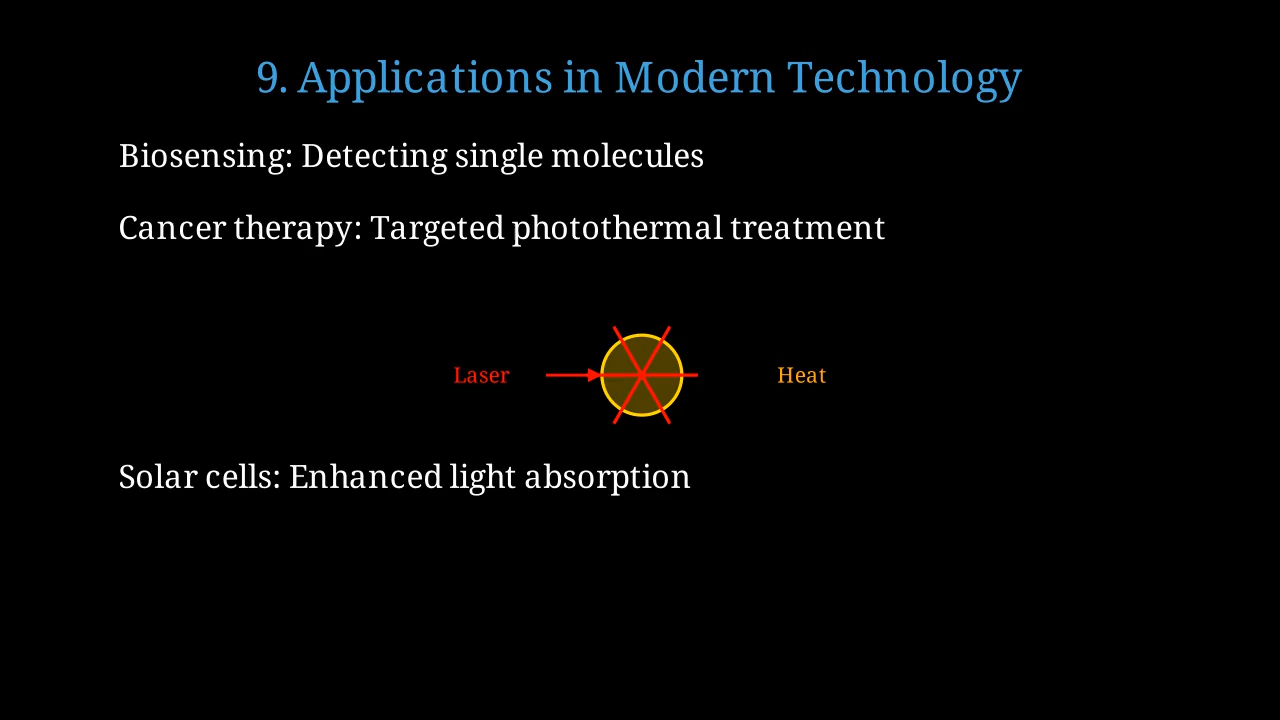 9. Applications in Modern Technology
Biosensing: Detecting single molecules
Cancer therapy: Targeted photothermal treatment
Laser
Heat
Solar cells: Enhanced light absorption